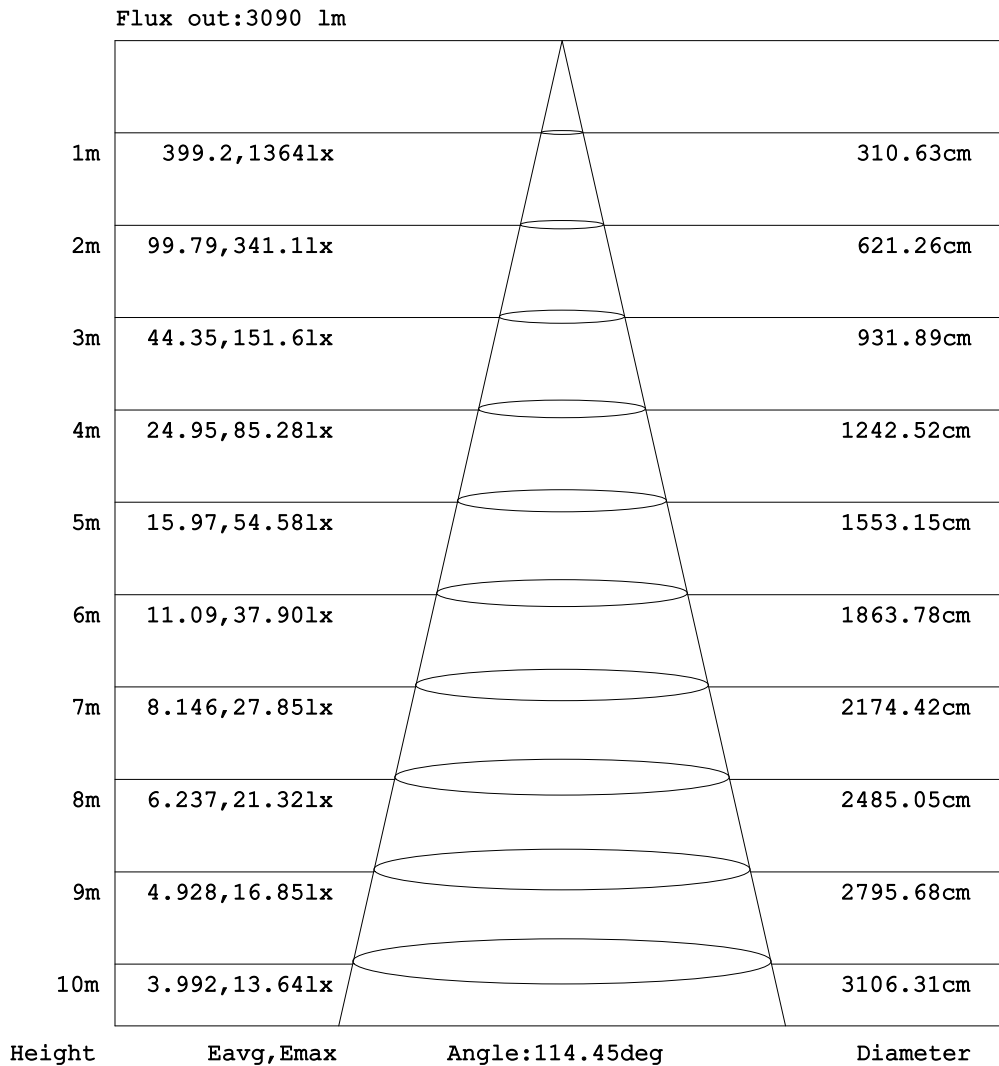 Flux out:3090 lm
1m 399.2,1364lx 310.63cm
2m 99.79,341.1lx 621.26cm
3m 44.35,151.6lx 931.89cm
4m 24.95,85.28lx 1242.52cm
5m 15.97,54.58lx 1553.15cm
6m 11.09,37.90lx 1863.78cm
7m 8.146,27.85lx 2174.42cm
8m 6.237,21.32lx 2485.05cm
9m 4.928,16.85lx 2795.68cm
10m 3.992,13.64lx 3106.31cm
Height Eavg,Emax Angle:114.45deg Diameter